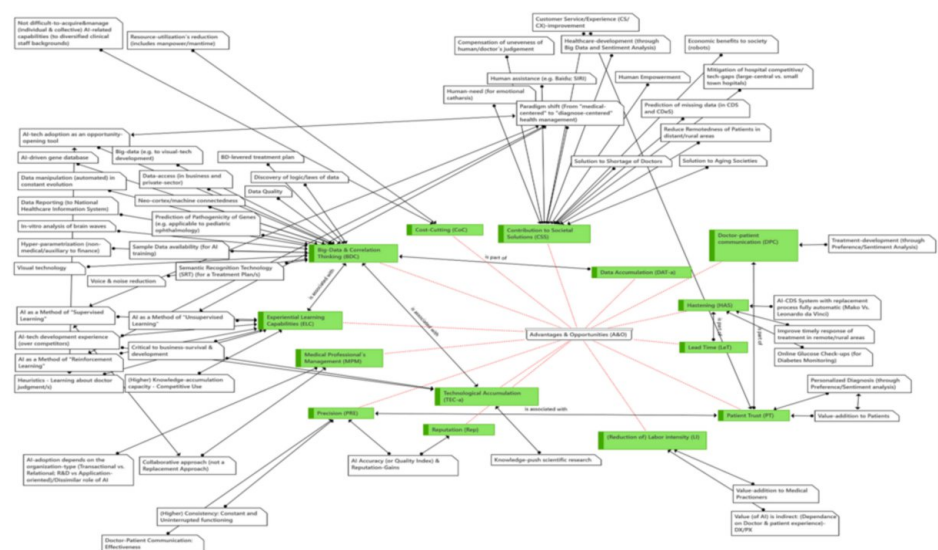 Not difficult-to-acquire&manage
(individual & collective) AI-related
capabilities (to diversified clinical
staff backgrounds)
Resource-utilisation's reduction
(includes manpower/mantime)
Customer Service/Experience (CS/
CX)-improvement
Compensation of uneveness of
human/doctor's judgement
Healthcare-development (through
Big Data and Sentiment Analysis)
Economic benefits to society
(robots)
Human assistance (e.g. Baidu; SIRI)
Human Empowerment
Mitigation of hospital competitive/
tech-gaps (large-central vs. small
town hospitals)
Human-need (for emotional
catharsis)
Paradigm shift (From "medical-
centered" to "diagnose-centered"
health management)
Prediction of missing data (in CDS
and CDeS)
Reduce Remotedness of Patients in
distant/rural areas
Solution to Shortage of Doctors
Solution to Aging Societies
AI-tech adoption as an opportunity-
opening tool
Big-data (e.g. to visual-tech
development)
AI-driven gene database
BD-levered treatment plan
Data-access (in business and
private-sector)
Discovery of logic/laws of data
Data manipulation (automated) in
constant evolution
Data Quality
Neo-cortex/machine connectedness
Data Reporting (to National
Healthcare Information System)
Prediction of Pathogenicity of Genes
(e.g. applicable to pediatric
ophthalmology)
In-vitro analysis of brain waves
Hyper-parametrization (non-
medical/auxiliary to finance)
Sample Data availability (for AI
training)
Visual technology
Semantic Recognition Technology
(SRT) (for a Treatment Plan/s)
Voice & noise reduction
Cost-Cutting (CoC)
Contribution to Societal
Solutions (CSS)
Doctor-patient
communication (DPC)
Treatment-development (through
Preference/Sentiment Analysis)
Big-Data & Correlation
Thinking (BDC)
is part of
Data Accumulation (DAT-a)
is associated with
is associated with
Hastening (HAS)
AI-CDS System-with replacement
process fully automatic (Mako Vs.
Leonardo da Vinci)
AI as a Method of "Supervised
Learning"
AI as a Method of "Unsupervised
Learning"
Experiential Learning
Capabilities (ELC)
Advantages & Opportunities (A&O)
is part of
is part of
Improve timely response of
treatment in remote/rural areas
AI-tech development experience
(over competitors)
Critical to business-survival &
development
Lead Time (LeT)
Online Glucose Check-ups (for
Diabetes Monitoring)
AI as a Method of "Reinforcement
Learning"
Medical Professional's
Management (MPM)
Heuristics - Learning about doctor
judgment/s)
(Higher) Knowledge-accumulation
capacity - Competitive Use
Technological Accumulation
(TEC-a)
Personalized Diagnosis (through
Preference/Sentiment analysis)
Precision (PRE)
is associated with
Patient Trust (PT)
Value-addition to Patients
Reputation (Rep)
(Reduction of) Labor intensity (LI)
AI-adoption depends on the
organization-type (Transactional vs.
Relational; R&D vs Application-
oriented)/Dissimilar role of AI
Collaborative approach (not a
Replacement Approach)
AI Accuracy (or Quality Index) &
Reputation-Gains
Knowledge-push scientific research
Value-addition to Medical
Practioners
(Higher) Consistency: Constant and
Uninterrupted functioning
Value (of AI) is indirect (Dependance
on Doctor & patient experience)-
DX/PX
Doctor-Patient Communication:
Effectiveness